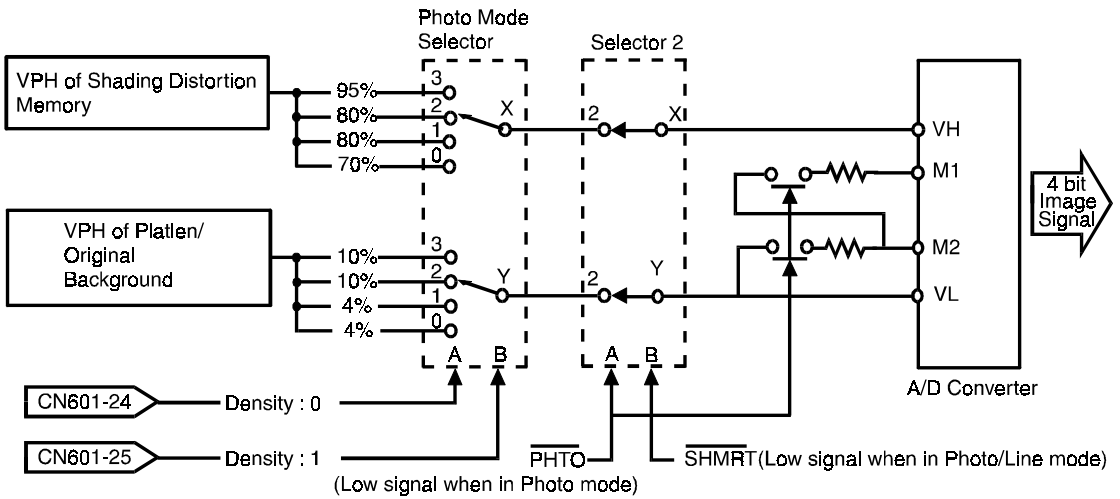 Photo Mode
Selector
Selector 2
VPH of Shading Distortion
Memory
95%
80%
80%
70%
3
2
1
0
X
2
X
VH
M1
M2
VL
4 bit
Image
Signal
VPH of Platlen/
Original
Background
10%
10%
4%
4%
3
2
1
0
Y
2
Y
A B
A B
A/D Converter
CN601-24
Density : 0
CN601-25
Density : 1
PHTO
SHMRT (Low signal when in Photo/Line mode)
(Low signal when in Photo mode)